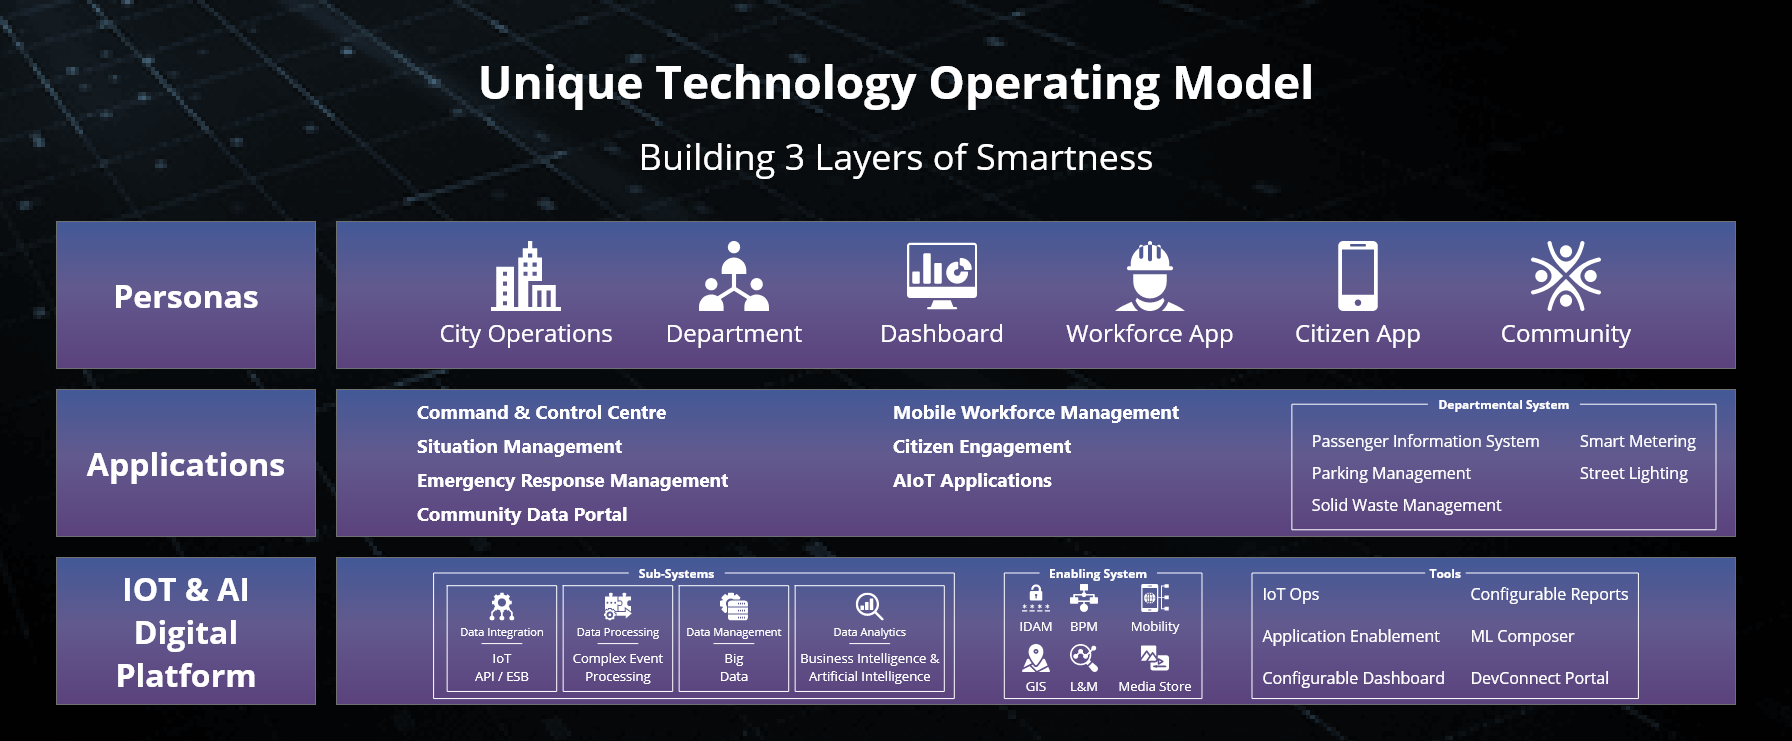 Unique Technology Operating Model
Building 3 Layers of Smartness
Personas
City Operations
Department
Dashboard
Workforce App
Citizen App
Community
Applications
Command & Control Centre
Situation Management
Emergency Response Management
Community Data Portal
Mobile Workforce Management
Citizen Engagement
AIoT Applications
Departmental System
Passenger Information System
Parking Management
Solid Waste Management
Smart Metering
Street Lighting
IOT & AI
Digital
Platform
Sub-Systems
Data Integration
IoT
API / ESB
Data Processing
Complex Event
Processing
Data Management
Big
Data
Data Analytics
Business Intelligence &
Artificial Intelligence
Enabling System
IDAM
BPM
Mobility
GIS
L&M
Media Store
Tools
IoT Ops
Application Enablement
Configurable Dashboard
Configurable Reports
ML Composer
DevConnect Portal